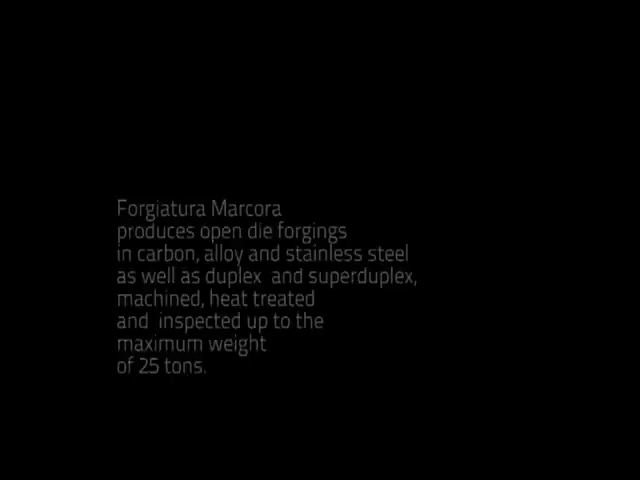 Forgiatura Marcora
produces open die forgings
in carbon, alloy and stainless steel
as well as duplex  and superduplex,
machined, heat treated
and  inspected up to the
maximum weight
of 25 tons.